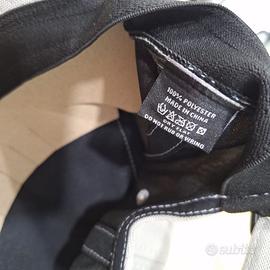 100% POLYESTER
MADE IN CHINA
DO NOT RUB OR WRING
subito